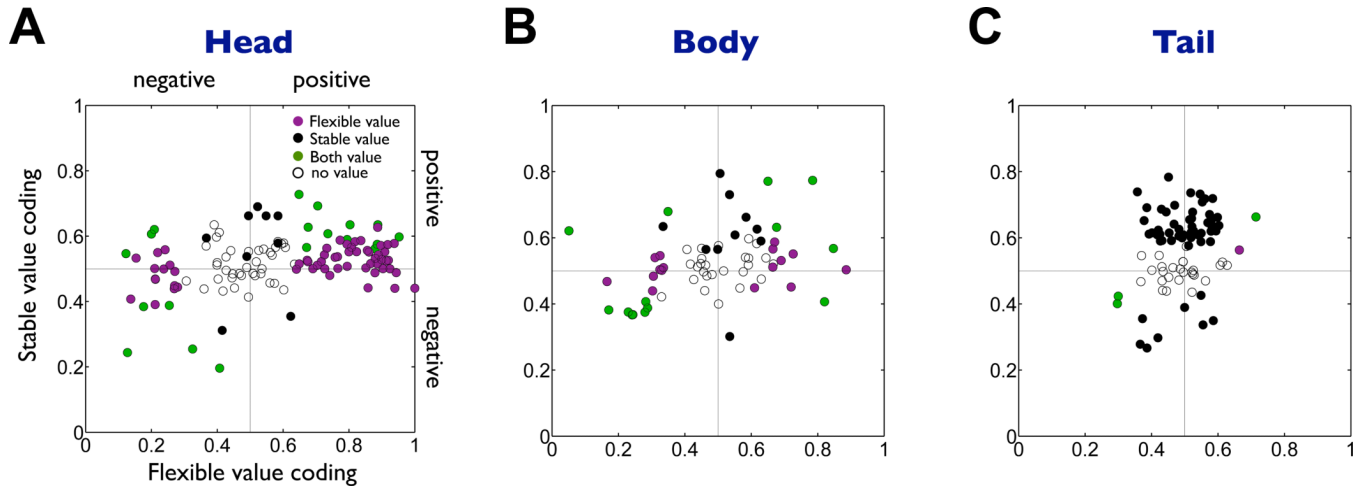 A
Head
negative
positive
Flexible value
Stable value
Both value
no value
positive
negative
Stable value coding
1
0.8
0.6
0.4
0.2
0
0
0.2
0.4
0.6
0.8
1
Flexible value coding
B
Body
1
0.8
0.6
0.4
0.2
0
0
0.2
0.4
0.6
0.8
1
C
Tail
1
0.8
0.6
0.4
0.2
0
0
0.2
0.4
0.6
0.8
1